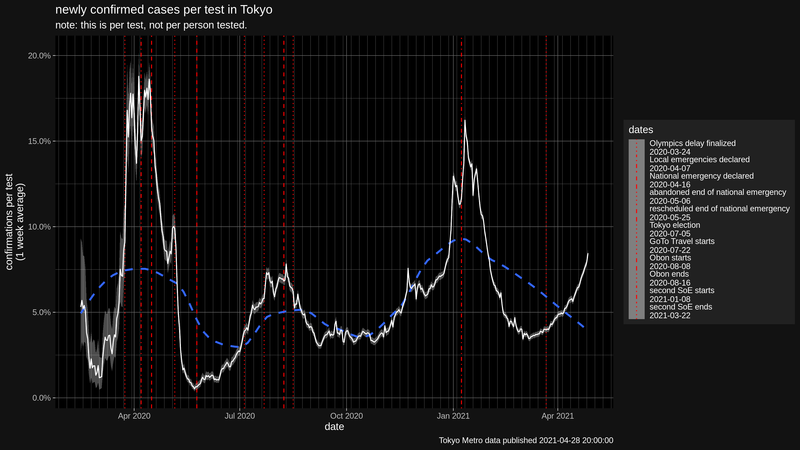 newly confirmed cases per test in Tokyo
note: this is per test, not per person tested.
20.0%
15.0%
10.0%
5.0%
0.0%
confirmations per test
(1 week average)
Apr 2020
Jul 2020
Oct 2020
Jan 2021
Apr 2021
date
Tokyo Metro data published 2021-04-28 20:00:00
dates
Olympics delay finalized
2020-03-24
Local emergencies declared
2020-04-07
National emergency declared
2020-04-16
abandoned end of national emergency
2020-05-06
rescheduled end of national emergency
2020-05-25
Tokyo election
2020-07-05
GoTo Travel starts
2020-07-22
Obon starts
2020-08-08
Obon ends
2020-08-16
second SoE starts
2021-01-08
second SoE ends
2021-03-22